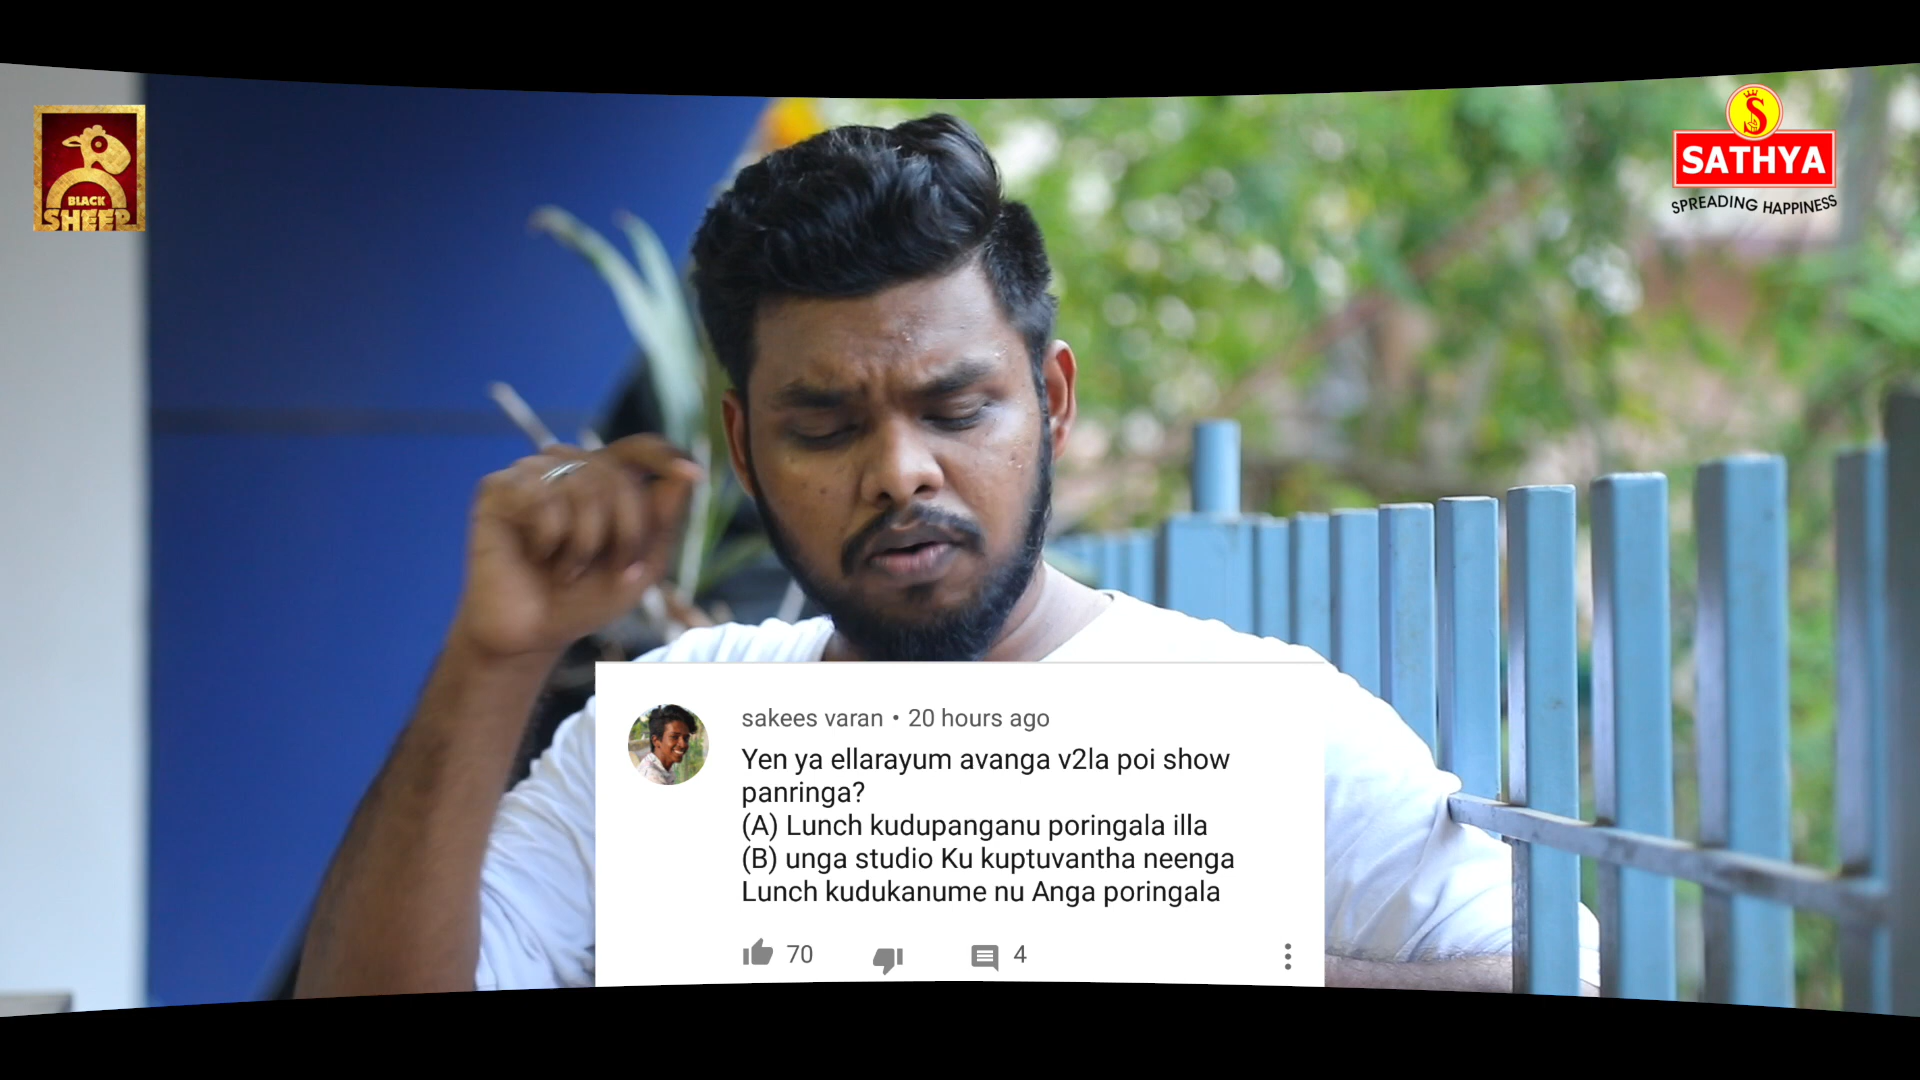 BLACK
SHEEP
S
SATHYA
SPREADING HAPPINESS
sakees varan • 20 hours ago
Yen ya ellarayum avanga v2la poi show
panringa?
(A) Lunch kudupanganu poringala illa
(B) unga studio Ku kuptuvantha neenga
Lunch kudukanume nu Anga poringala
70
4